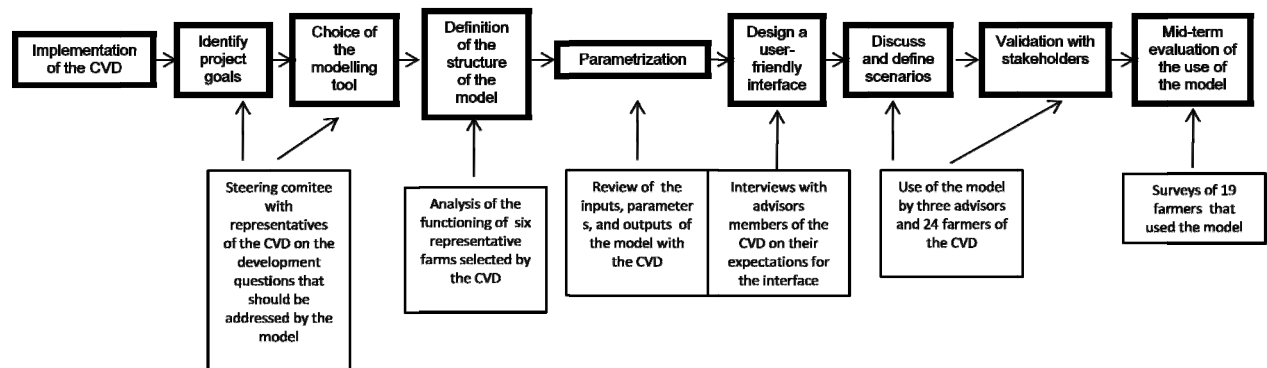 Implementation
of the CVD
Identify
project
goals
Choice of
the
modelling
tool
Definition
of the
structure
of the
model
Parametrization
Design a
user-
friendly
interface
Discuss
and define
scenarios
Validation with
stakeholders
Mid-term
evaluation of
the use of
the model
Steering comitee
with
representatives
of the CVD on the
development
questions that
should be
addressed by the
model
Analysis of the
functioning of six
representative
farms selected by
the CVD
Review of the
inputs, parameter
s, and outputs of
the model with
the CVD
Interviews with
advisors
members of the
CVD on their
expectations for
the interface
Use of the model
by three advisors
and 24 farmers of
the CVD
Surveys of 19
farmers that
used the model